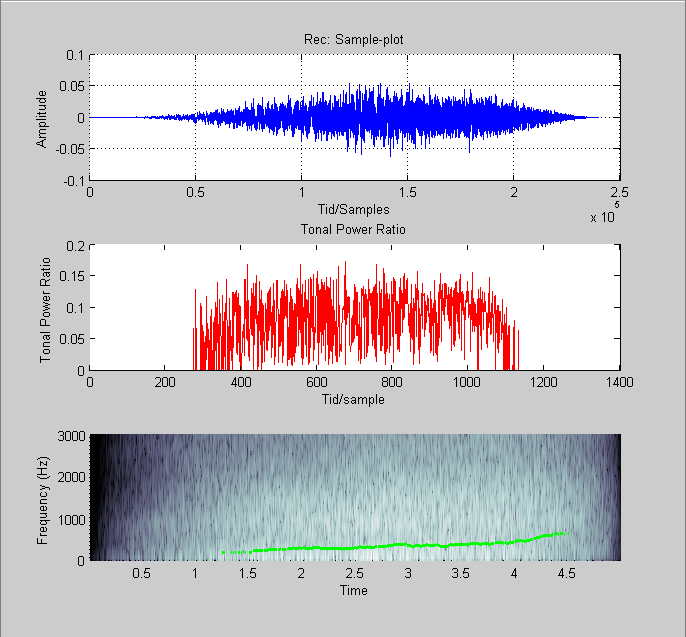 Rec: Sample-plot
0.1
0.05
0
-0.05
-0.1
Amplitude
0 0.5 1 1.5 2 2.5
Tid/Samples
x 10^5
Tonal Power Ratio
0.2
0.15
0.1
0.05
0
Tonal Power Ratio
0 200 400 600 800 1000 1200 1400
Tid/sample
3000
2000
1000
0
Frequency (Hz)
0.5 1 1.5 2 2.5 3 3.5 4 4.5
Time